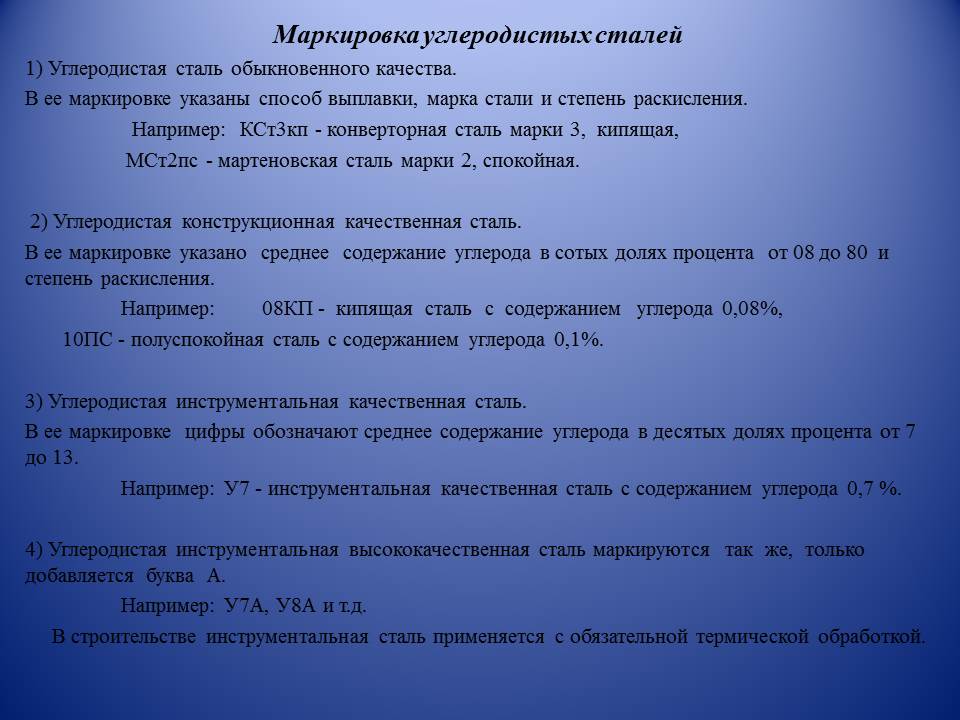 Маркировка углеродистых сталей
1) Углеродистая сталь обыкновенного качества.
В ее маркировке указаны способ выплавки, марка стали и степень раскисления.
Например: КСт3кп - конверторная сталь марки 3, кипящая,
МСт2пс - мартеновская сталь марки 2, спокойная.
2) Углеродистая конструкционная качественная сталь.
В ее маркировке указано среднее содержание углерода в сотых долях процента от 08 до 80 и
степень раскисления.
Например: 08КП - кипящая сталь с содержанием углерода 0,08%,
10ПС - полуспокойная сталь с содержанием углерода 0,1%.
3) Углеродистая инструментальная качественная сталь.
В ее маркировке цифры обозначают среднее содержание углерода в десятых долях процента от 7
до 13.
Например: У7 - инструментальная качественная сталь с содержанием углерода 0,7 %.
4) Углеродистая инструментальная высококачественная сталь маркируются так же, только
добавляется буква А.
Например: У7А, У8А и т.д.
В строительстве инструментальная сталь применяется с обязательной термической обработкой.